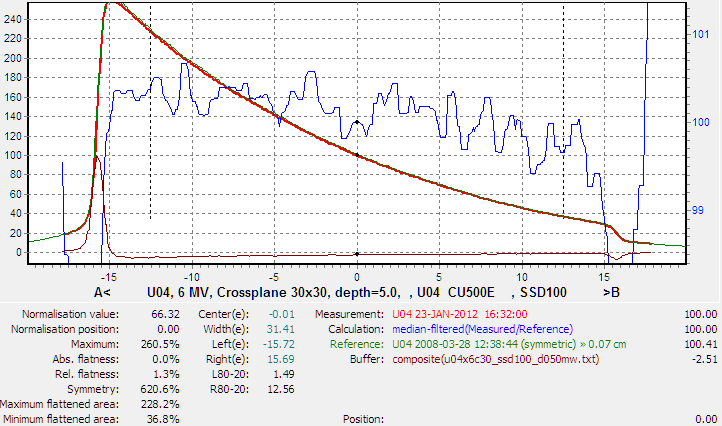 240
220
200
180
160
140
120
100
80
60
40
20
0
101
100
99
-15 -10 -5 0 5 10 15
A< U04, 6 MV, Crossplane 30x30, depth=5.0, , U04 CU500E , SSD100 >B
Normalisation value: 66.32 Center(e): -0.01 Measurement: U04 23-JAN-2012 16:32:00 100.00
Normalisation position: 0.00 Width(e): 31.41 Calculation: median-filtered(Measured/Reference) 100.00
Maximum: 260.5% Left(e): -15.72 Reference: U04 2008-03-28 12:38:44 (symmetric) » 0.07 cm 100.41
Abs. flatness: 0.0% Right(e): 15.69 Buffer: composite(u04x6c30_ssd100_d050mw.txt) -2.51
Rel. flatness: 1.3% L80-20: 1.49
Symmetry: 620.6% R80-20: 12.56
Maximum flattened area: 228.2%
Minimum flattened area: 36.8% Position: 0.00